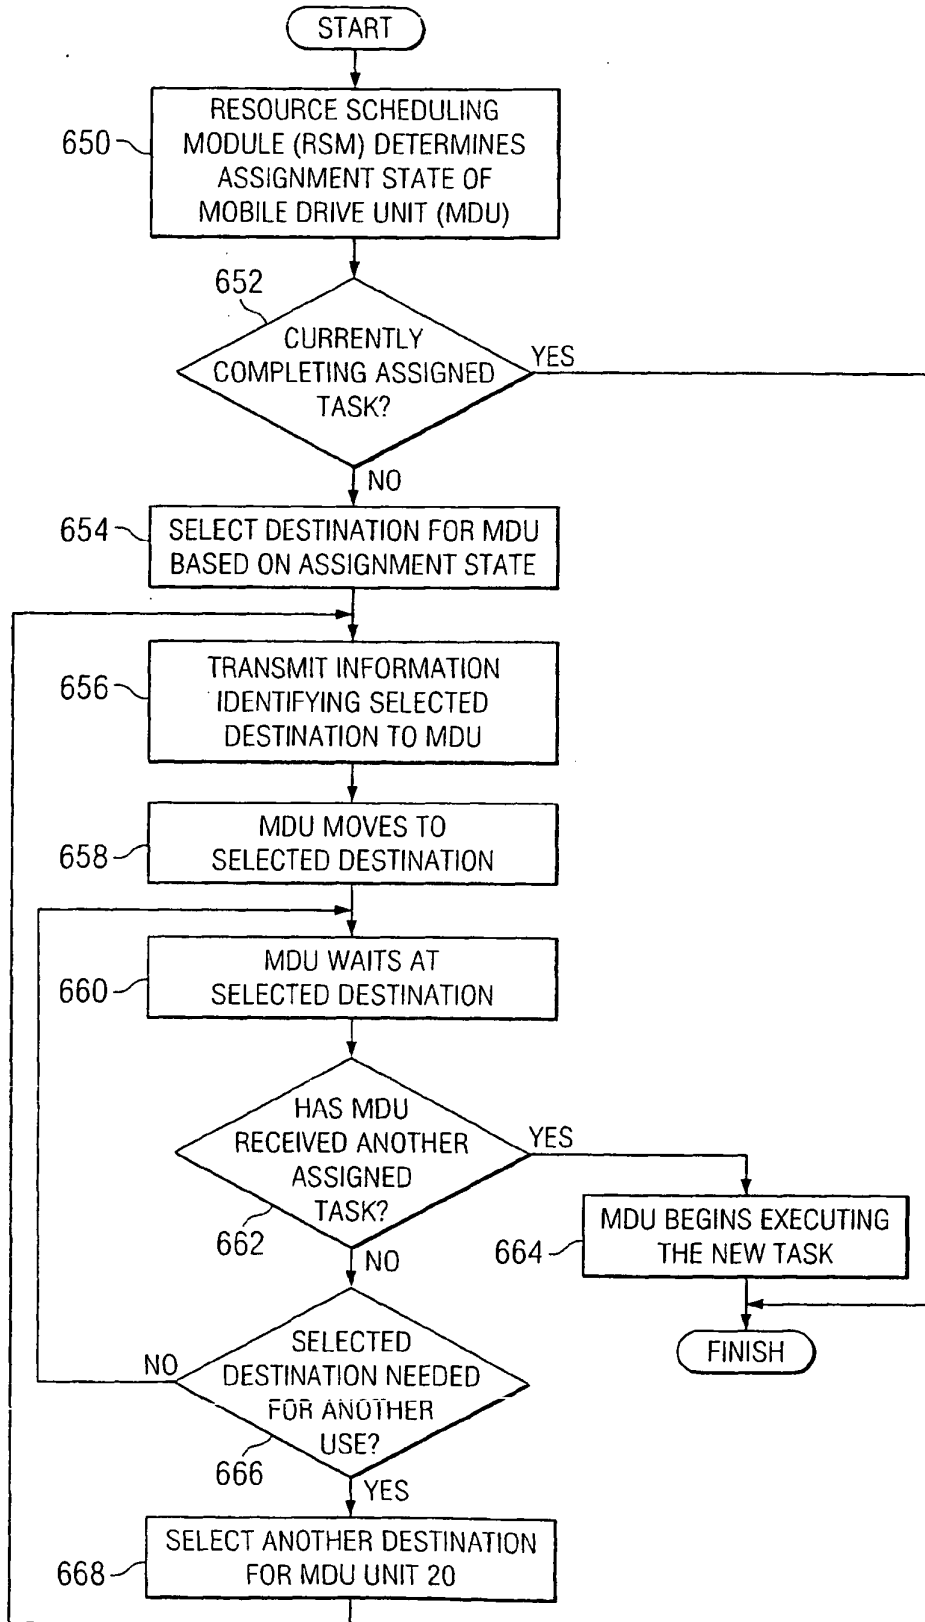 START
RESOURCE SCHEDULING
MODULE (RSM) DETERMINES
ASSIGNMENT STATE OF
MOBILE DRIVE UNIT (MDU)
650
652
CURRENTLY
COMPLETING ASSIGNED
TASK?
YES
NO
654
SELECT DESTINATION FOR MDU
BASED ON ASSIGNMENT STATE
656
TRANSMIT INFORMATION
IDENTIFYING SELECTED
DESTINATION TO MDU
658
MDU MOVES TO
SELECTED DESTINATION
660
MDU WAITS AT
SELECTED DESTINATION
HAS MDU
RECEIVED ANOTHER
ASSIGNED
TASK?
YES
662
NO
664
MDU BEGINS EXECUTING
THE NEW TASK
FINISH
SELECTED
DESTINATION NEEDED
FOR ANOTHER
USE?
NO
666
YES
668
SELECT ANOTHER DESTINATION
FOR MDU UNIT 20